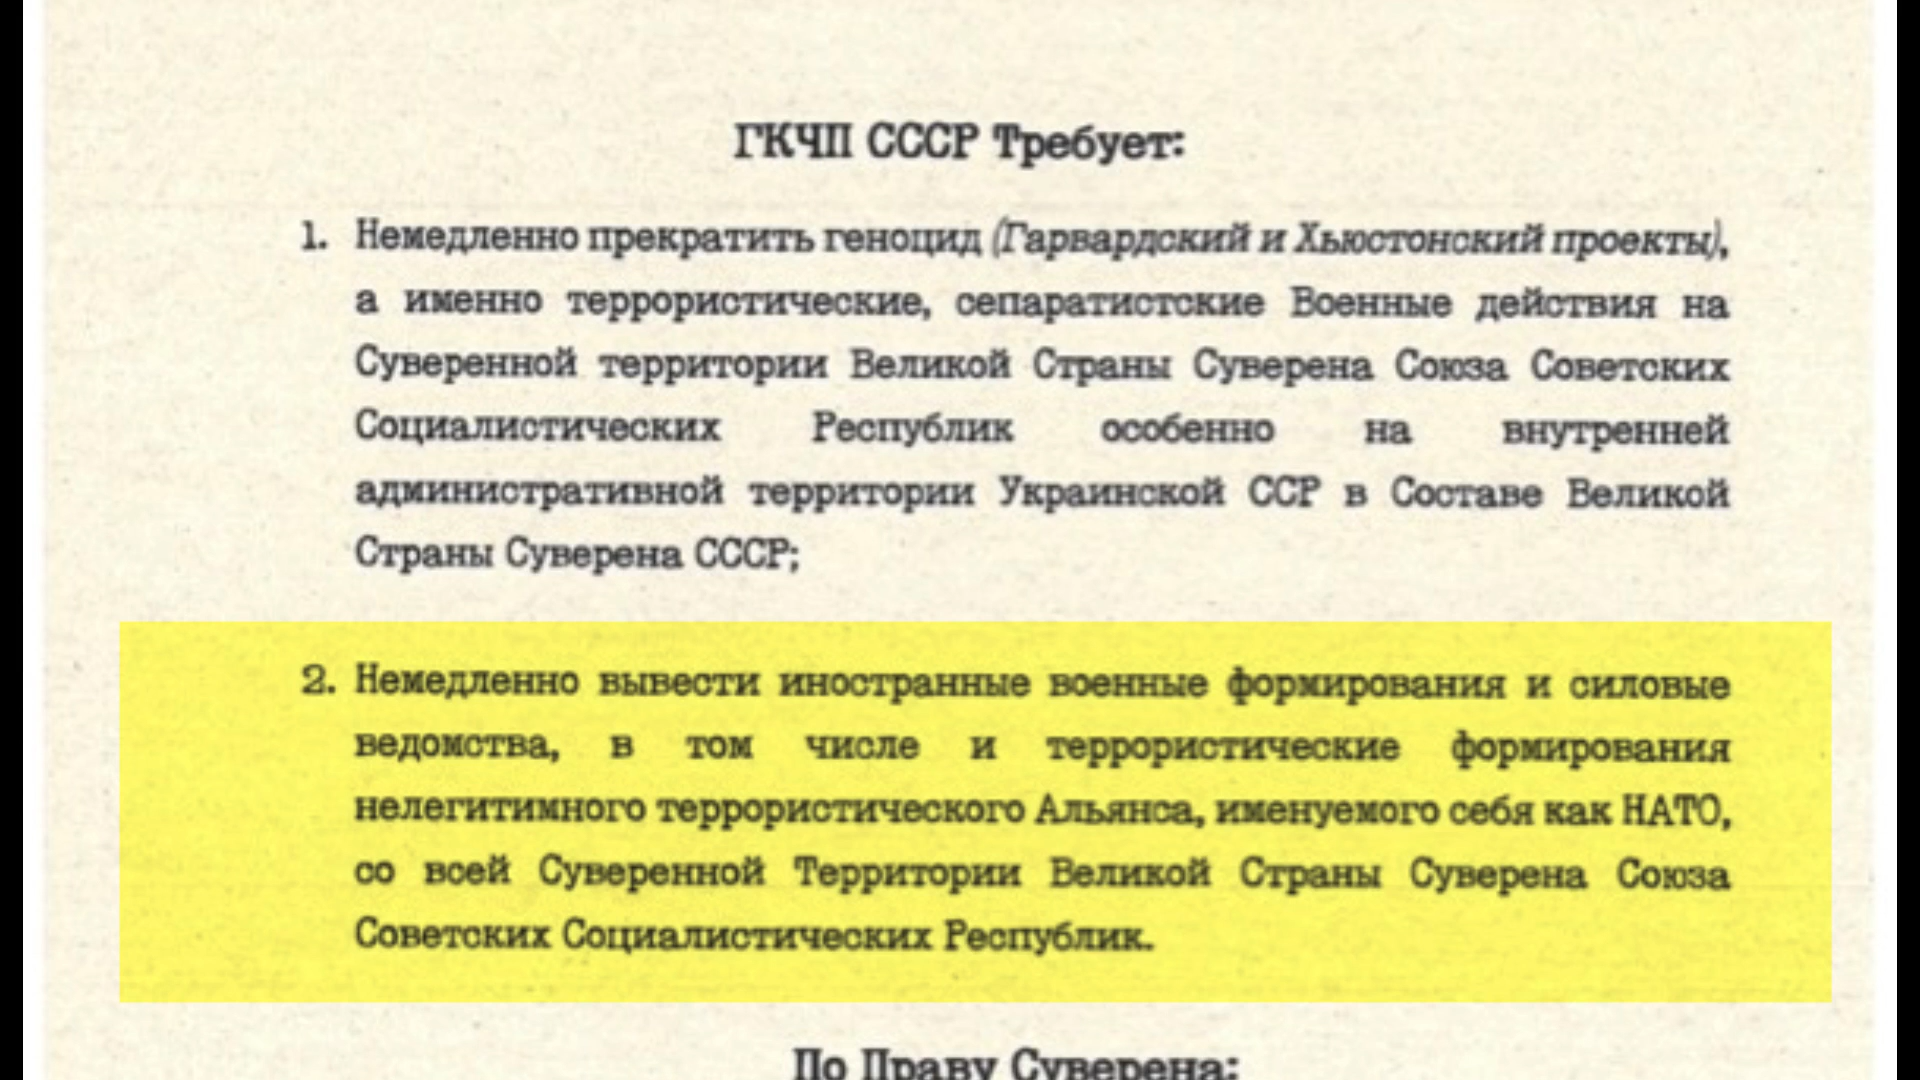 ГКЧП СССР Требует:
1. Немедленно прекратить геноцид (Гарвардский и Хьюстонский проекты),
а именно террористические, сепаратистские Военные действия на
Суверенной территории Великой Страны Суверена Союза Советских
Социалистических Республик особенно на внутренней
административной территории Украинской ССР в Составе Великой
Страны Суверена СССР;
2. Немедленно вывести иностранные военные формирования и силовые
ведомства, в том числе и террористические формирования
нелегитимного террористического Альянса, именуемого себя как НАТО,
со всей Суверенной Территории Великой Страны Суверена Союза
Советских Социалистических Республик.
По Праву Суверена: